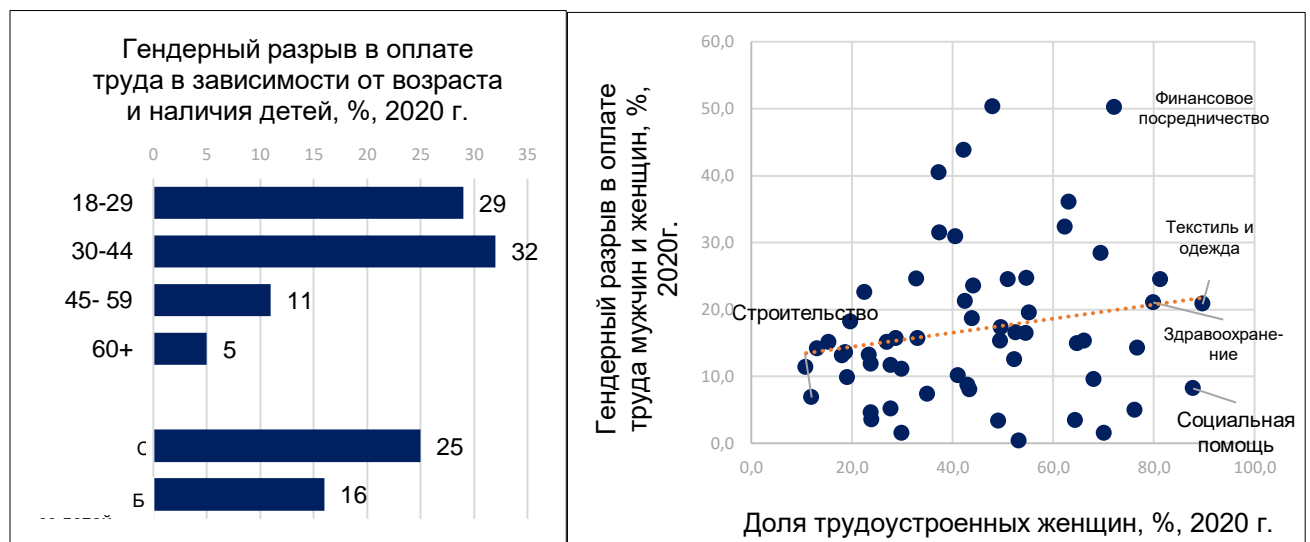 Гендерный разрыв в оплате
труда в зависимости от возраста
и наличия детей, %, 2020 г.
0 5 10 15 20 25 30 35
18-29 29
30-44 32
45- 59 11
60+ 5
С 25
Б 16
Гендерный разрыв в оплате
труда мужчин и женщин, %,
2020г.
60,0
50,0
40,0
30,0
20,0
10,0
0,0
0,0 20,0 40,0 60,0 80,0 100,0
Финансовое
посредничество
Текстиль и
одежда
Строительство
Здравоохране-
ние
Социальная
помощь
Доля трудоустроенных женщин, %, 2020 г.